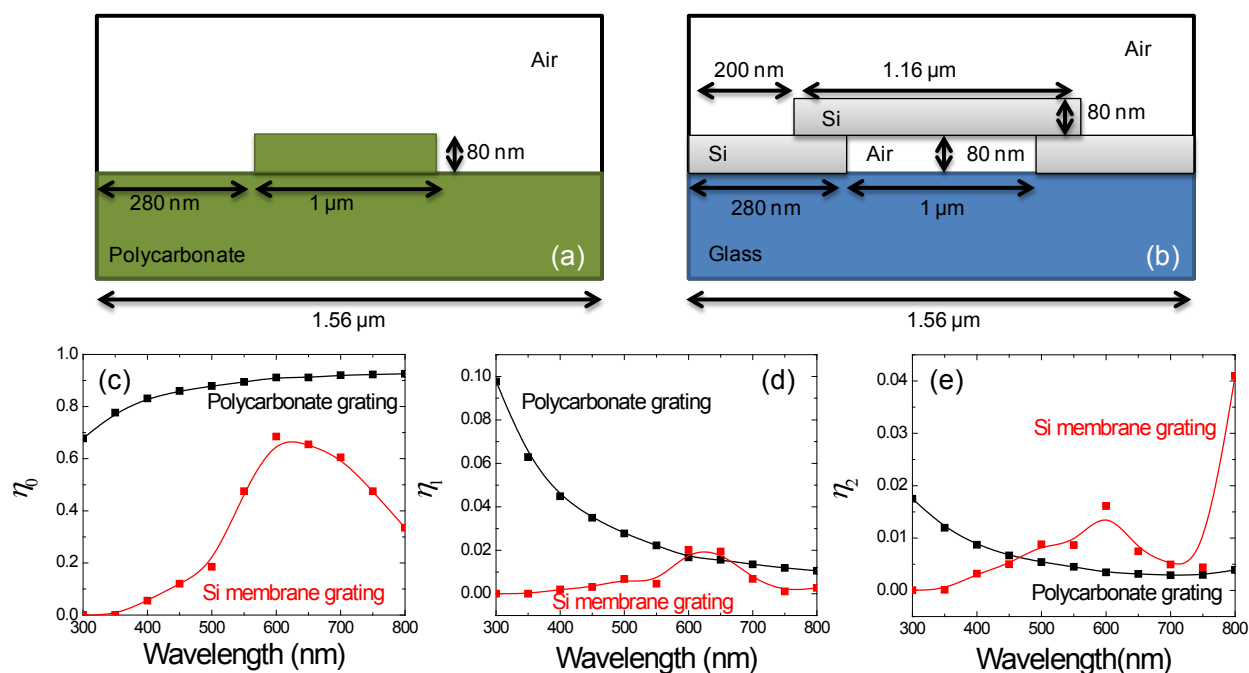 Air
80 nm
280 nm
1 µm
Polycarbonate
(a)
1.56 µm
Air
200 nm
1.16 µm
Si
80 nm
Si
Air
80 nm
280 nm
1 µm
Glass
(b)
1.56 µm
(c)
Polycarbonate grating
Si membrane grating
η0
1.0
0.8
0.6
0.4
0.2
0.0
300 400 500 600 700 800
Wavelength (nm)
(d)
Polycarbonate grating
Si membrane grating
η1
0.10
0.08
0.06
0.04
0.02
0.00
300 400 500 600 700 800
Wavelength (nm)
(e)
Si membrane grating
Polycarbonate grating
η2
0.04
0.03
0.02
0.01
0.00
300 400 500 600 700 800
Wavelength(nm)